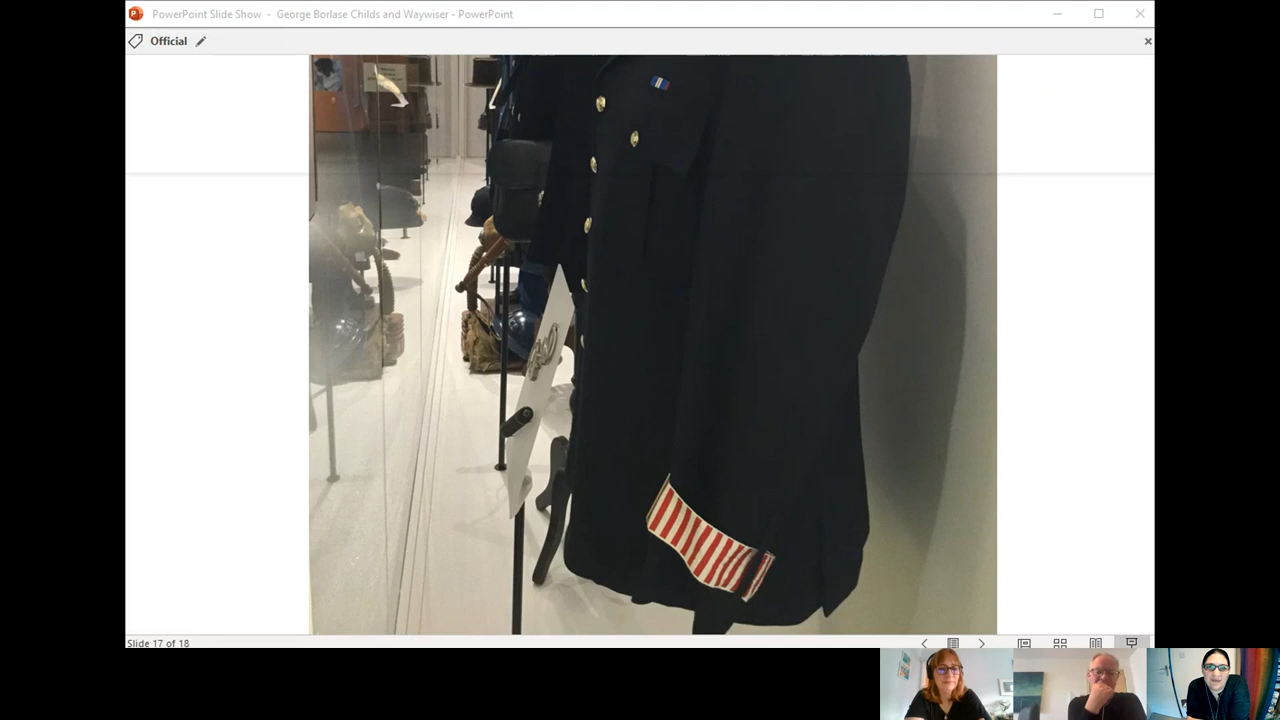 PowerPoint Slide Show - George Borlase Childs and Waywiser - PowerPoint
Official
Slide 17 of 18